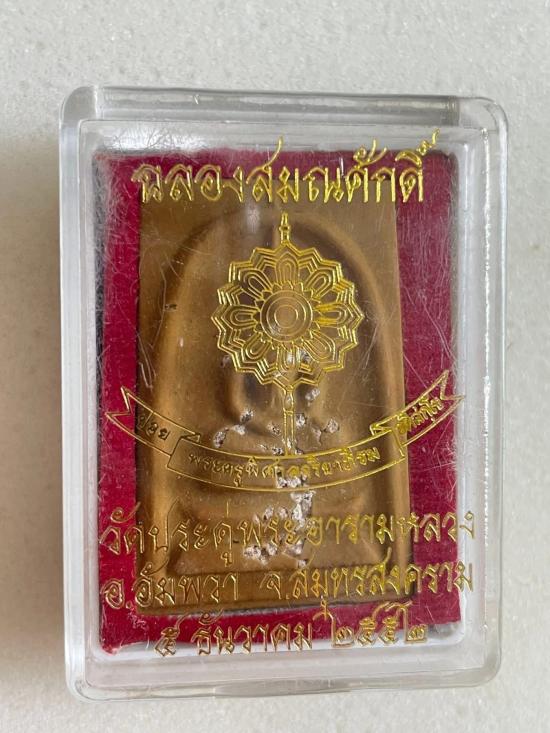 ฉลองสมณศักดิ์
วัดประดู่พระอารามหลวง
อ.อัมพวา จ.สมุทรสงคราม
๕ ธันวาคม ๒๕๕๒